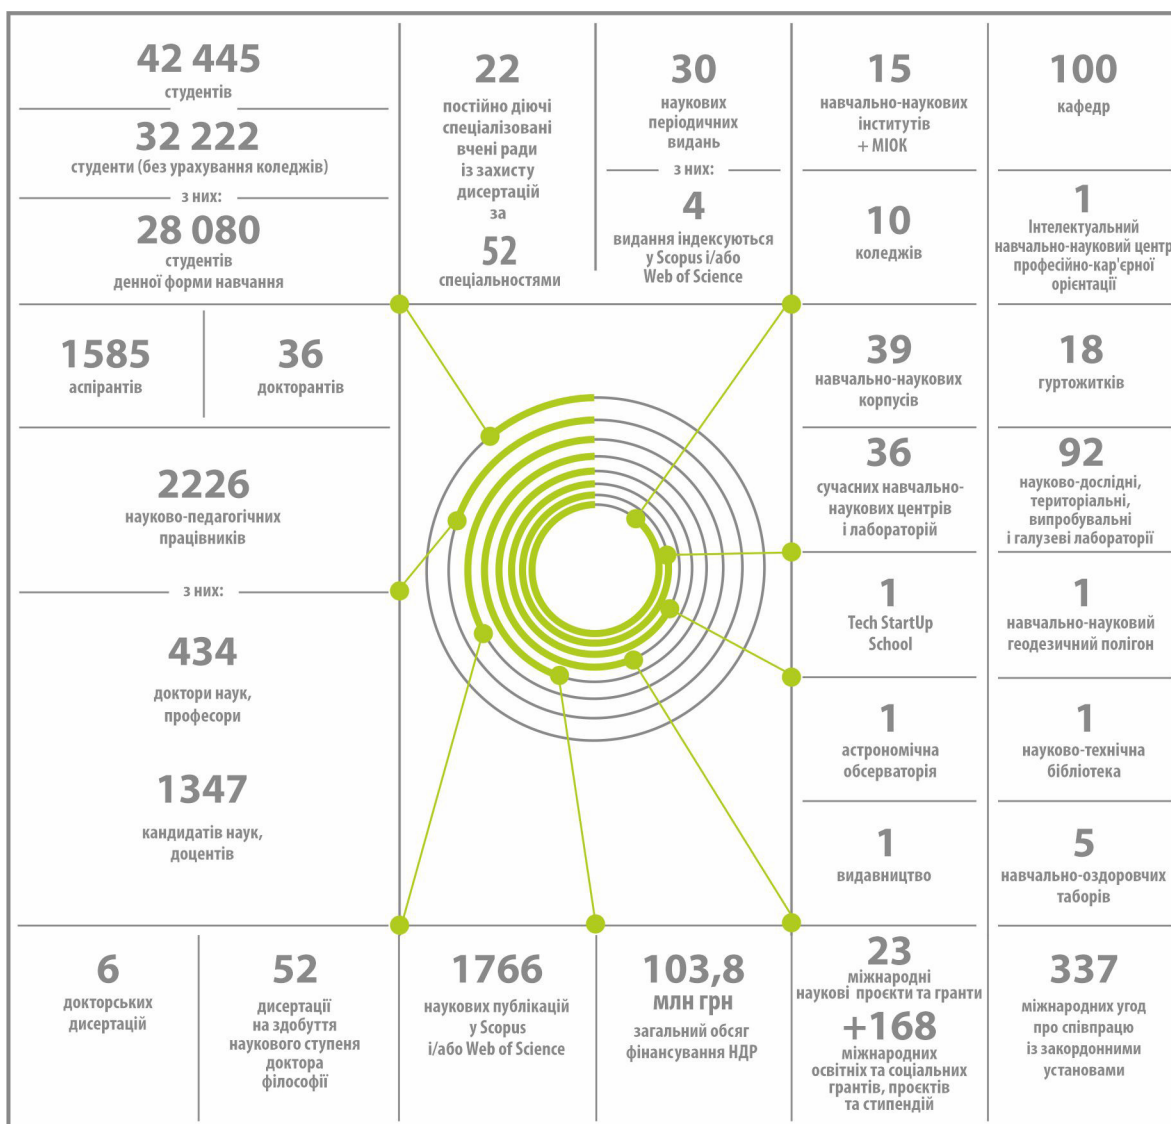 42 445
студентів
32 222
студенти (без урахування коледжів)
з них:
28 080
студентів
денної форми навчання
22
постійно діючі
спеціалізовані
вчені ради
із захисту
дисертацій
за
52
спеціальностями
30
наукових
періодичних
видань
з них:
4
видання індексуються
у Scopus і/або
Web of Science
15
навчально-наукових
інститутів
+ МІОК
100
кафедр
10
коледжів
1
Інтелектуальний
навчально-науковий центр
професійно-кар'єрної
орієнтації
1585
аспірантів
36
докторантів
39
навчально-наукових
корпусів
18
гуртожитків
2226
науково-педагогічних
працівників
з них:
434
доктори наук,
професори
1347
кандидатів наук,
доцентів
36
сучасних навчально-
наукових центрів
і лабораторій
92
науково-дослідні,
територіальні,
випробувальні
і галузеві лабораторії
1
Tech StartUp
School
1
навчально-науковий
геодезичний полігон
1
астрономічна
обсерваторія
1
науково-технічна
бібліотека
1
видавництво
5
навчально-оздоровчих
таборів
6
докторських
дисертацій
52
дисертації
на здобуття
наукового ступеня
доктора
філософії
1766
наукових публікацій
у Scopus
і/або Web of Science
103,8
млн грн
загальний обсяг
фінансування НДР
23
міжнародні
наукові проєкти та гранти
+168
міжнародних
освітніх та соціальних
грантів, проєктів
та стипендій
337
міжнародних угод
про співпрацю
із закордонними
установами